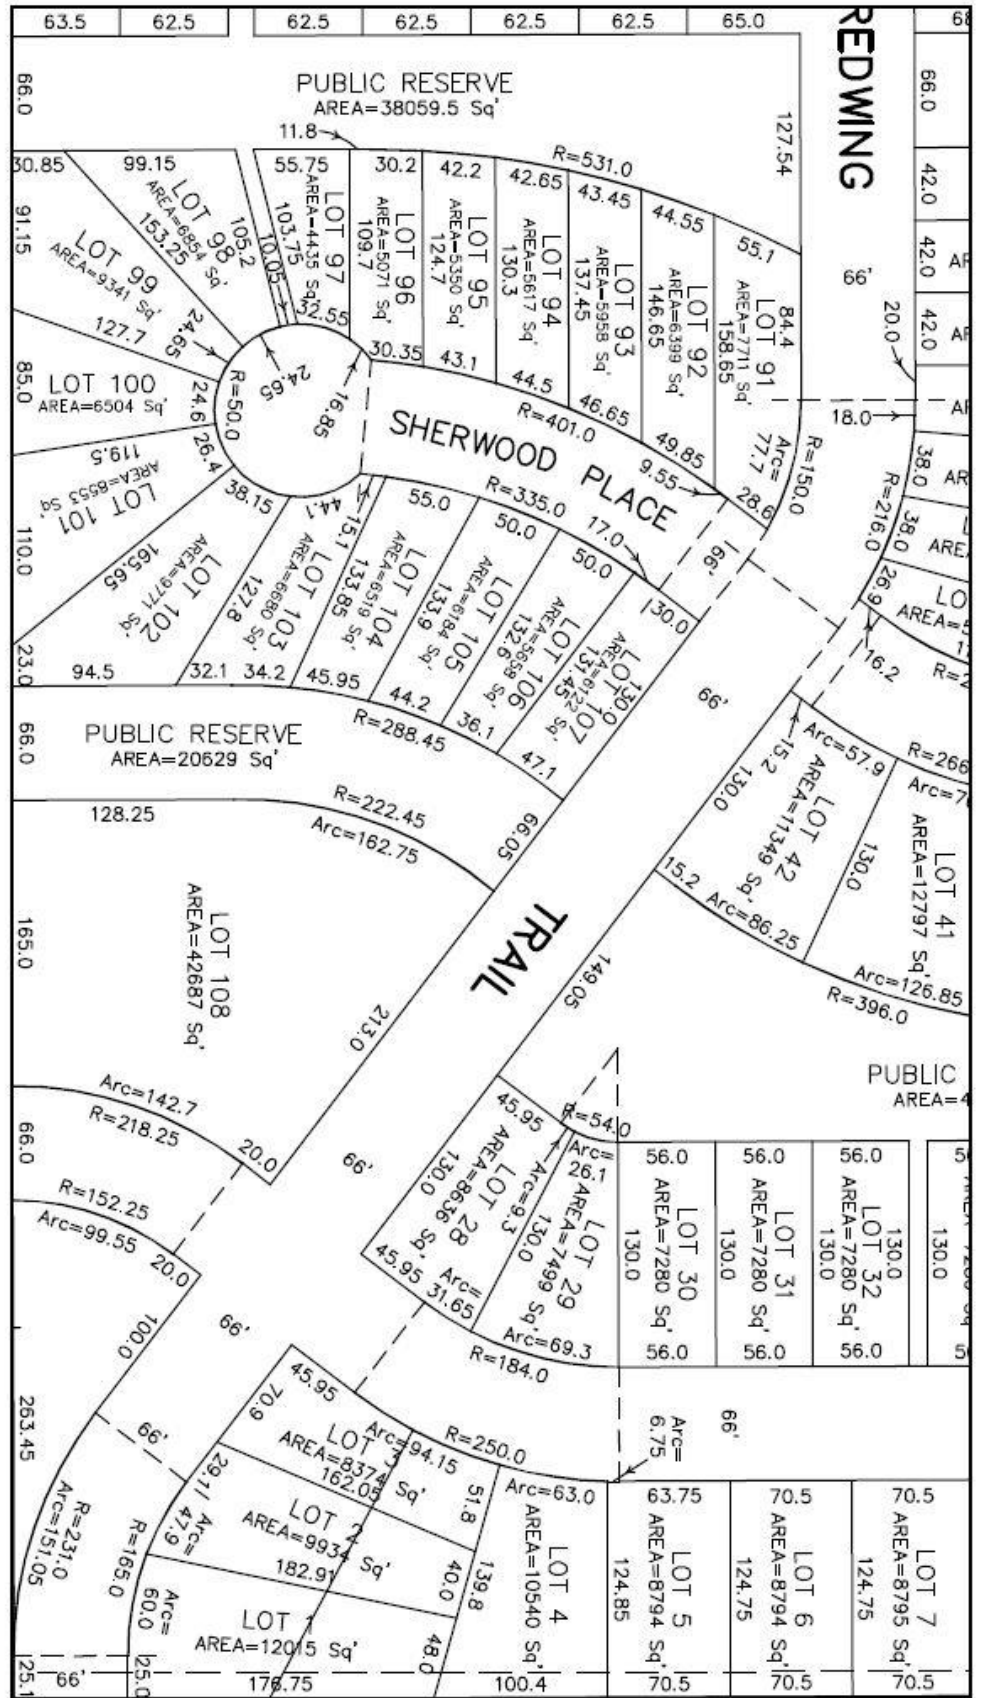 63.5 62.5 62.5 62.5 62.5 62.5 65.0
REDWING
PUBLIC RESERVE
AREA=38059.5 Sq'
66.0
11.8
127.54
66.0
R=531.0
30.85 99.15 55.75 30.2 42.2 42.65 43.45 44.55 55.1
42.0
42.0
42.0
66'
20.0
18.0
LOT 99
AREA=9341 Sq'
91.15
LOT 98
AREA=6854 Sq'
153.25
105.2
10.05
103.75
LOT 97
AREA=4435 Sq'
32.55
LOT 96
AREA=5071 Sq'
109.7
30.35
LOT 95
AREA=5350 Sq'
124.7
43.1
LOT 94
AREA=5617 Sq'
130.3
44.5
LOT 93
AREA=5958 Sq'
137.45
46.65
LOT 92
AREA=6399 Sq'
146.65
49.85
LOT 91
AREA=7711 Sq'
158.65
84.4
9.55
28.6
Arc=
77.7
R=150.0
127.7
24.65
24.65
16.85
R=50.0
24.6
26.4
38.15
44.1
15.1
LOT 100
AREA=6504 Sq'
85.0
119.5
LOT 101
AREA=8553 Sq'
110.0
165.65
LOT 102
AREA=9771 Sq'
23.0
94.5
R=401.0
SHERWOOD PLACE
R=335.0
17.0
66'
R=216.0
38.0
38.0
26.9
16.2
127.8
LOT 103
AREA=6680 Sq'
32.1 34.2
133.85
LOT 104
AREA=6519 Sq'
55.0
45.95
133.9
LOT 105
AREA=6184 Sq'
50.0
44.2
132.6
LOT 106
AREA=5658 Sq'
50.0
36.1
131.45
LOT 107
AREA=6122 Sq'
130.0
30.0
47.1
66'
PUBLIC RESERVE
AREA=20629 Sq'
66.0
R=288.45
R=222.45
Arc=162.75
128.25
66.05
LOT 108
AREA=42687 Sq'
165.0
213.0
TRAIL
149.05
130.0
15.2
Arc=57.9
LOT 42
AREA=11349 Sq'
130.0
15.2
Arc=86.25
R=266
LOT 41
AREA=12797 Sq'
Arc=126.85
R=396.0
PUBLIC
Arc=142.7
R=218.25
20.0
66.0
R=152.25
Arc=99.55
20.0
66'
45.95
LOT 28
AREA=8636 Sq'
130.0
45.95
Arc=
31.65
R=54.0
Arc=
26.1
Arc=9.3
LOT 29
AREA=7499 Sq'
130.0
Arc=69.3
R=184.0
56.0 56.0 56.0
LOT 30
AREA=7280 Sq'
130.0
LOT 31
AREA=7280 Sq'
130.0
LOT 32
AREA=7280 Sq'
130.0
130.0
130.0
56.0 56.0 56.0
100.0
66'
66'
263.45
R=231.0
Arc=151.05
R=165.0
45.95
70.9
LOT 3
AREA=8374 Sq'
162.05
Arc=94.15
R=250.0
51.8
29.1
Arc=
47.9
LOT 2
AREA=9934 Sq'
182.91
40.0
Arc=
60.0
LOT 1
AREA=12015 Sq'
48.0
25.1 66' 25.0 176.75
Arc=
6.75
66'
Arc=63.0
139.8
LOT 4
AREA=10540 Sq'
100.4
63.75 70.5 70.5
LOT 5
AREA=8794 Sq'
124.85
LOT 6
AREA=8794 Sq'
124.75
LOT 7
AREA=8795 Sq'
124.75
70.5 70.5 70.5